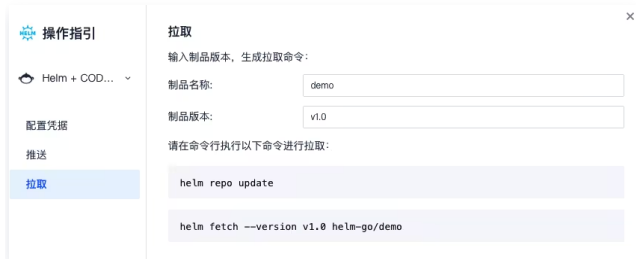 HELM 操作指引
Helm + COD...
配置凭据
推送
拉取
拉取
输入制品版本，生成拉取命令：
制品名称: demo
制品版本: v1.0
请在命令行执行以下命令进行拉取：
helm repo update
helm fetch --version v1.0 helm-go/demo